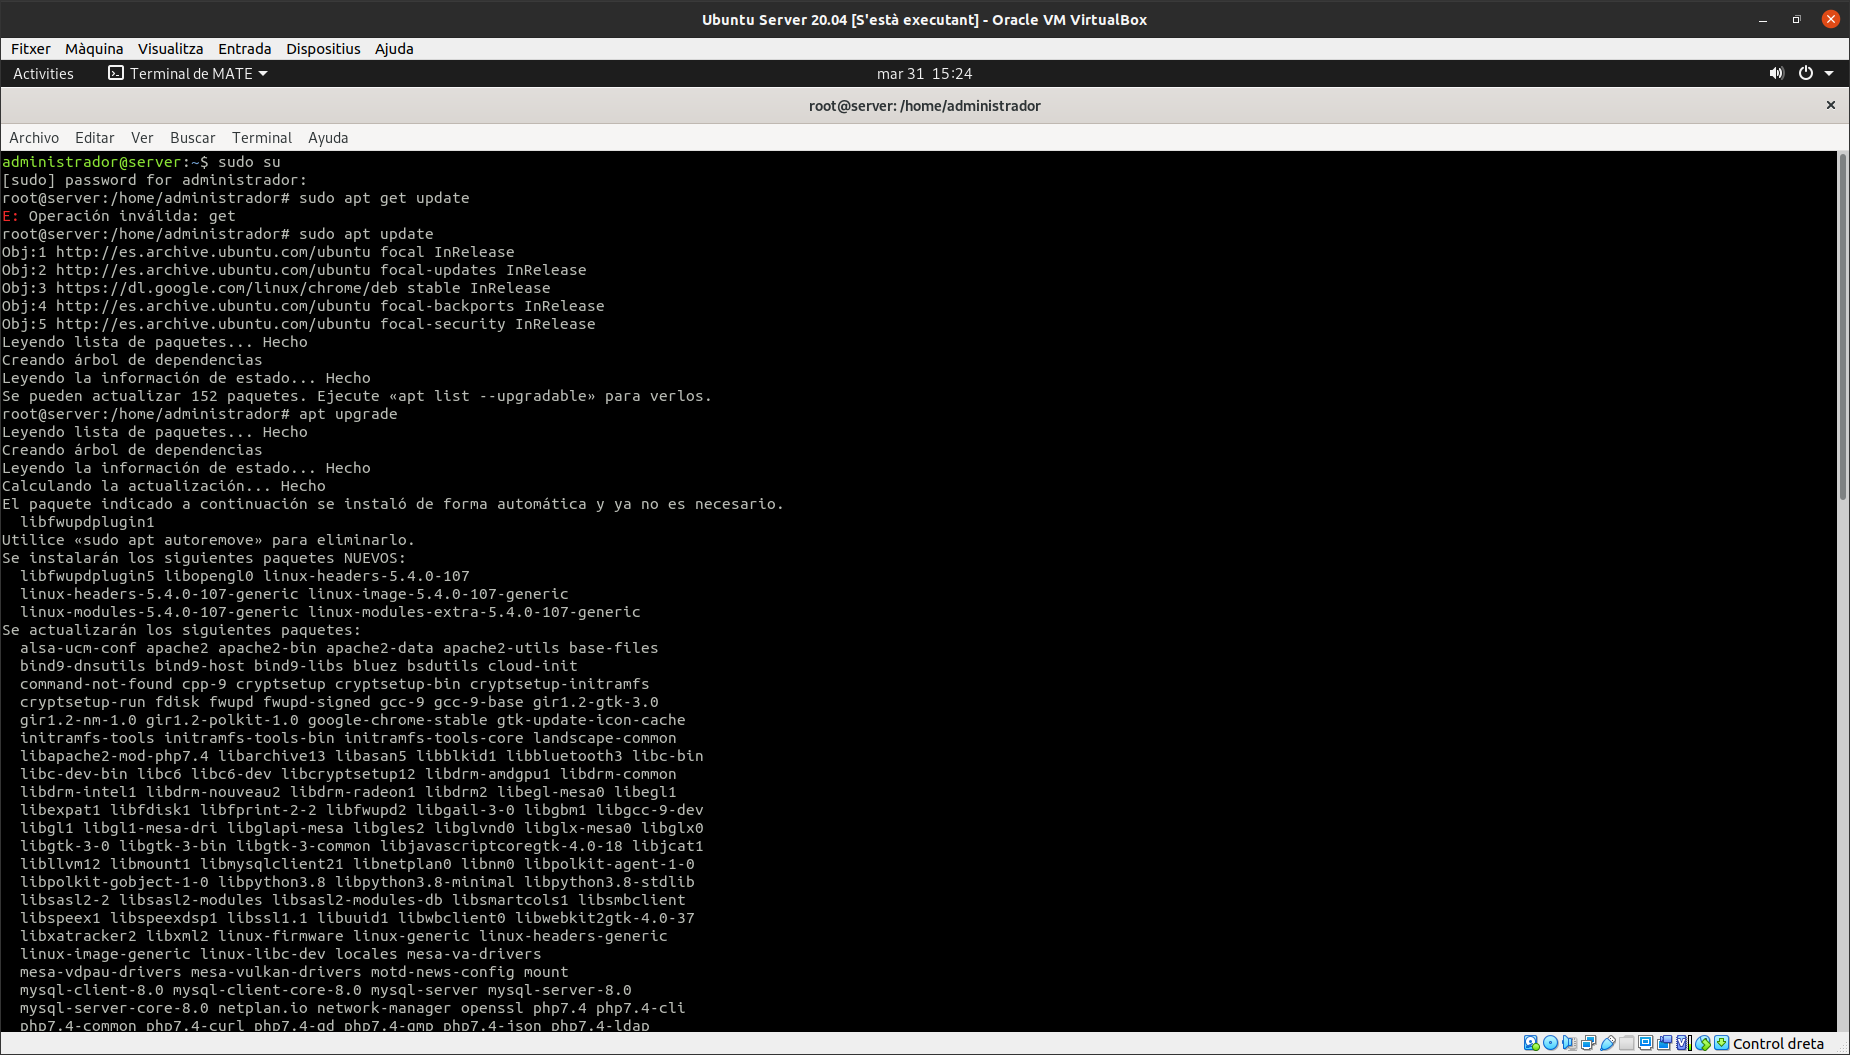 Ubuntu Server 20.04 [S'està executant] - Oracle VM VirtualBox
Fitxer Màquina Visualitza Entrada Dispositius Ajuda
Activities Terminal de MATE mar 31 15:24
root@server: /home/administrador
Archivo Editar Ver Buscar Terminal Ayuda
administrador@server:~$ sudo su
[sudo] password for administrador:
root@server:/home/administrador# sudo apt get update
E: Operación inválida: get
root@server:/home/administrador# sudo apt update
Obj:1 http://es.archive.ubuntu.com/ubuntu focal InRelease
Obj:2 http://es.archive.ubuntu.com/ubuntu focal-updates InRelease
Obj:3 https://dl.google.com/linux/chrome/deb stable InRelease
Obj:4 http://es.archive.ubuntu.com/ubuntu focal-backports InRelease
Obj:5 http://es.archive.ubuntu.com/ubuntu focal-security InRelease
Leyendo lista de paquetes... Hecho
Creando árbol de dependencias
Leyendo la información de estado... Hecho
Se pueden actualizar 152 paquetes. Ejecute «apt list --upgradable» para verlos.
root@server:/home/administrador# apt upgrade
Leyendo lista de paquetes... Hecho
Creando árbol de dependencias
Leyendo la información de estado... Hecho
Calculando la actualización... Hecho
El paquete indicado a continuación se instaló de forma automática y ya no es necesario.
libfwupdplugin1
Utilice «sudo apt autoremove» para eliminarlo.
Se instalarán los siguientes paquetes NUEVOS:
libfwupdplugin5 libopengl0 linux-headers-5.4.0-107
linux-headers-5.4.0-107-generic linux-image-5.4.0-107-generic
linux-modules-5.4.0-107-generic linux-modules-extra-5.4.0-107-generic
Se actualizarán los siguientes paquetes:
alsa-ucm-conf apache2 apache2-bin apache2-data apache2-utils base-files
bind9-dnsutils bind9-host bind9-libs bluez bsdutils cloud-init
command-not-found cpp-9 cryptsetup cryptsetup-bin cryptsetup-initramfs
cryptsetup-run fdisk fwupd fwupd-signed gcc-9 gcc-9-base gir1.2-gtk-3.0
gir1.2-nm-1.0 gir1.2-polkit-1.0 google-chrome-stable gtk-update-icon-cache
initramfs-tools initramfs-tools-bin initramfs-tools-core landscape-common
libapache2-mod-php7.4 libarchive13 libasan5 libblkid1 libbluetooth3 libc-bin
libc-dev-bin libc6 libc6-dev libcryptsetup12 libdrm-amdgpu1 libdrm-common
libdrm-intel1 libdrm-nouveau2 libdrm-radeon1 libdrm2 libegl-mesa0 libegl1
libexpat1 libfdisk1 libfprint-2-2 libfwupd2 libgail-3-0 libgbm1 libgcc-9-dev
libgl1 libgl1-mesa-dri libglapi-mesa libgles2 libglvnd0 libglx-mesa0 libglx0
libgtk-3-0 libgtk-3-bin libgtk-3-common libjavascriptcoregtk-4.0-18 libjcat1
libllvm12 libmount1 libmysqlclient21 libnetplan0 libnm0 libpolkit-agent-1-0
libpolkit-gobject-1-0 libpython3.8 libpython3.8-minimal libpython3.8-stdlib
libsasl2-2 libsasl2-modules libsasl2-modules-db libsmartcols1 libsmbclient
libspeex1 libspeexdsp1 libssl1.1 libuuid1 libwbclient0 libwebkit2gtk-4.0-37
libxatracker2 libxml2 linux-firmware linux-generic linux-headers-generic
linux-image-generic linux-libc-dev locales mesa-va-drivers
mesa-vdpau-drivers mesa-vulkan-drivers motd-news-config mount
mysql-client-8.0 mysql-client-core-8.0 mysql-server mysql-server-8.0
mysql-server-core-8.0 netplan.io network-manager openssl php7.4 php7.4-cli
php7.4-common php7.4-curl php7.4-gd php7.4-gmp php7.4-json php7.4-ldap
Control dreta